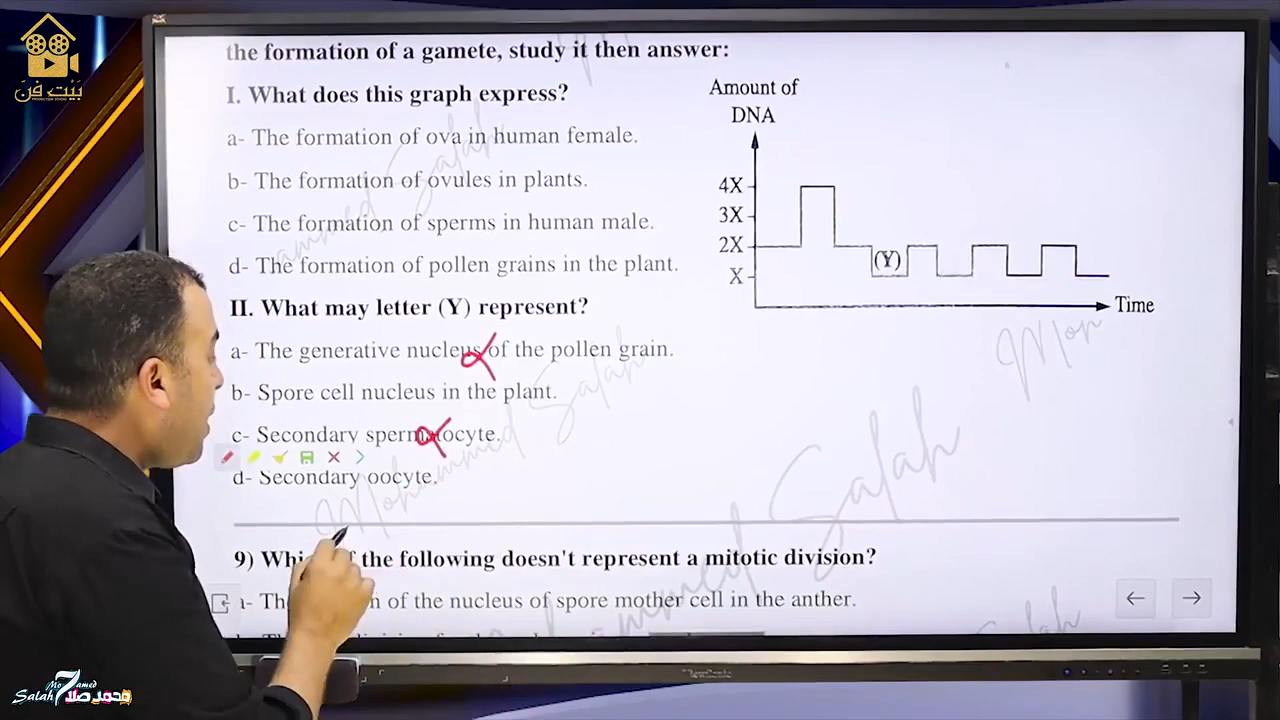 بَيْت فَنّ
the formation of a gamete, study it then answer:
I. What does this graph express?
a- The formation of ova in human female.
b- The formation of ovules in plants.
c- The formation of sperms in human male.
d- The formation of pollen grains in the plant.
II. What may letter (Y) represent?
a- The generative nucleus of the pollen grain.
b- Spore cell nucleus in the plant.
c- Secondary spermatocyte.
d- Secondary oocyte.
Amount of
DNA
4X
3X
2X
X
(Y)
Time
Mohammed Salah
9) Which of the following doesn't represent a mitotic division?
of the nucleus of spore mother cell in the anther.
Mohamed
Salah
محمد صلاح